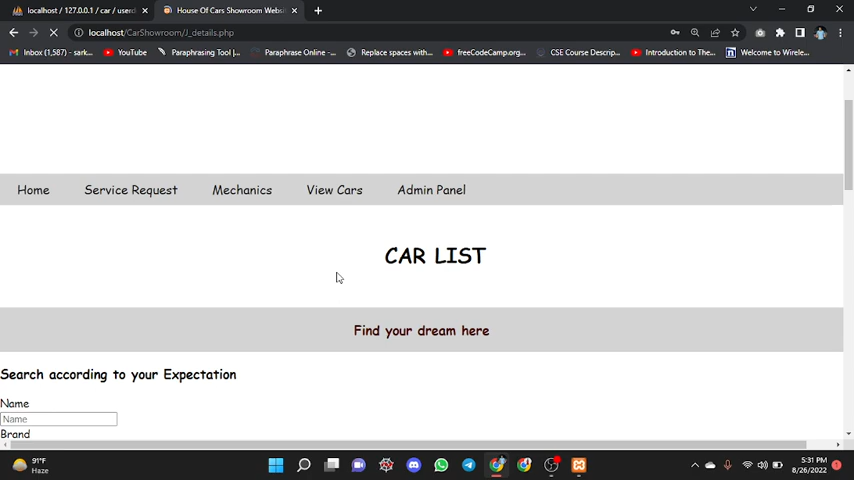 localhost / 127.0.0.1 / car / userd
House Of Cars Showroom Websi
localhost/CarShowroom/J_details.php
Inbox (1,587) - sark...
YouTube
Paraphrasing Tool |...
Paraphrase Online -...
Replace spaces with...
freeCodeCamp.org...
CSE Course Descrip...
Introduction to The...
Welcome to Wirele...
Home
Service Request
Mechanics
View Cars
Admin Panel
CAR LIST
Find your dream here
Search according to your Expectation
Name
Name
Brand
91°F
Haze
5:31 PM
8/26/2022
1